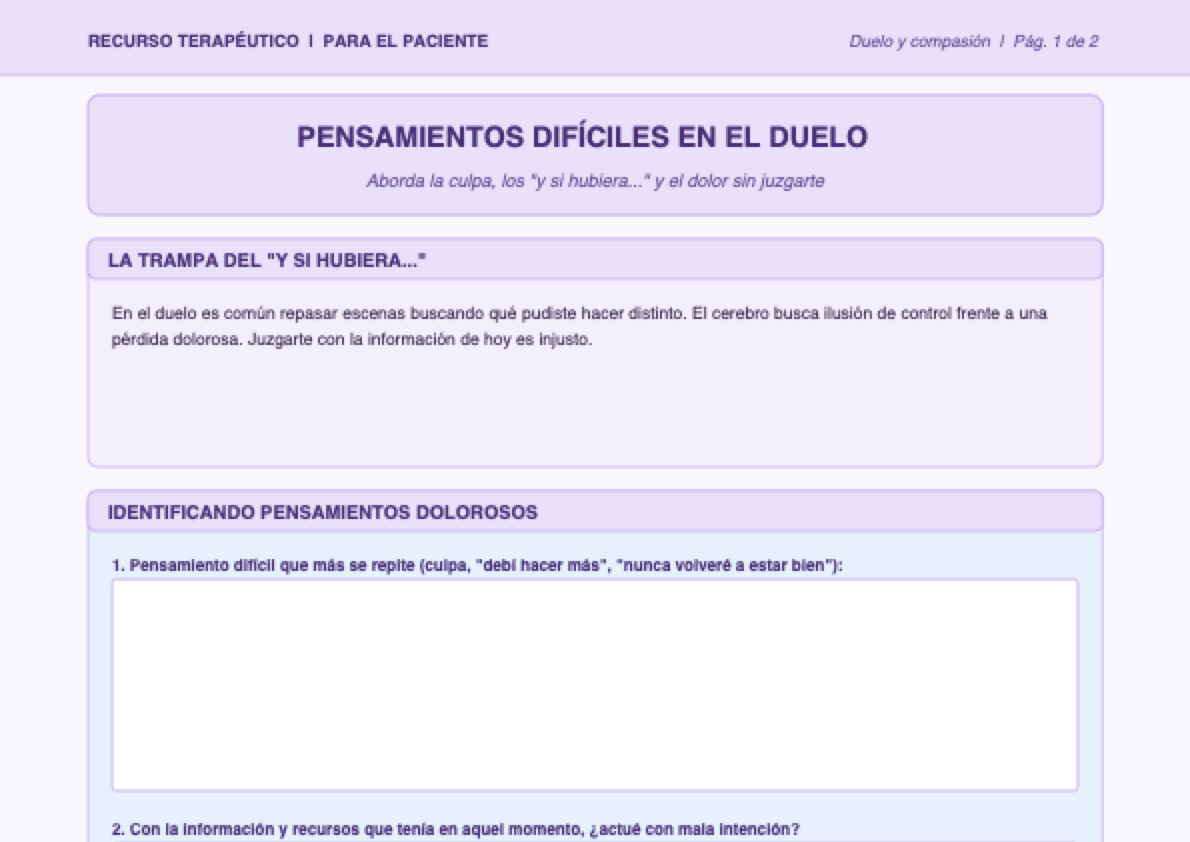 RECURSO TERAPÉUTICO | PARA EL PACIENTE
Duelo y compasión | Pág. 1 de 2
PENSAMIENTOS DIFÍCILES EN EL DUELO
Aborda la culpa, los "y si hubiera..." y el dolor sin juzgarte
LA TRAMPA DEL "Y SI HUBIERA..."
En el duelo es común repasar escenas buscando qué pudiste hacer distinto. El cerebro busca ilusión de control frente a una
pérdida dolorosa. Juzgarte con la información de hoy es injusto.
IDENTIFICANDO PENSAMIENTOS DOLOROSOS
1. Pensamiento difícil que más se repite (culpa, "debí hacer más", "nunca volveré a estar bien"):
2. Con la información y recursos que tenía en aquel momento, ¿actué con mala intención?